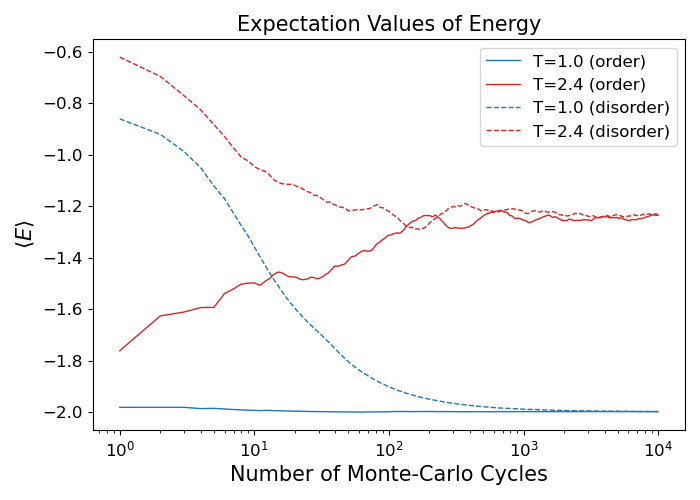 Expectation Values of Energy
⟨E⟩
−0.6
−0.8
−1.0
−1.2
−1.4
−1.6
−1.8
−2.0
T=1.0 (order)
T=2.4 (order)
T=1.0 (disorder)
T=2.4 (disorder)
10⁰
10¹
10²
10³
10⁴
Number of Monte-Carlo Cycles